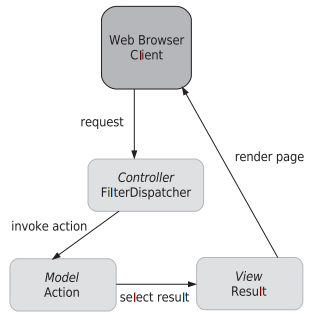 Web Browser
Client
request
render page
Controller
FilterDispatcher
invoke action
Model
Action
select result
View
Result